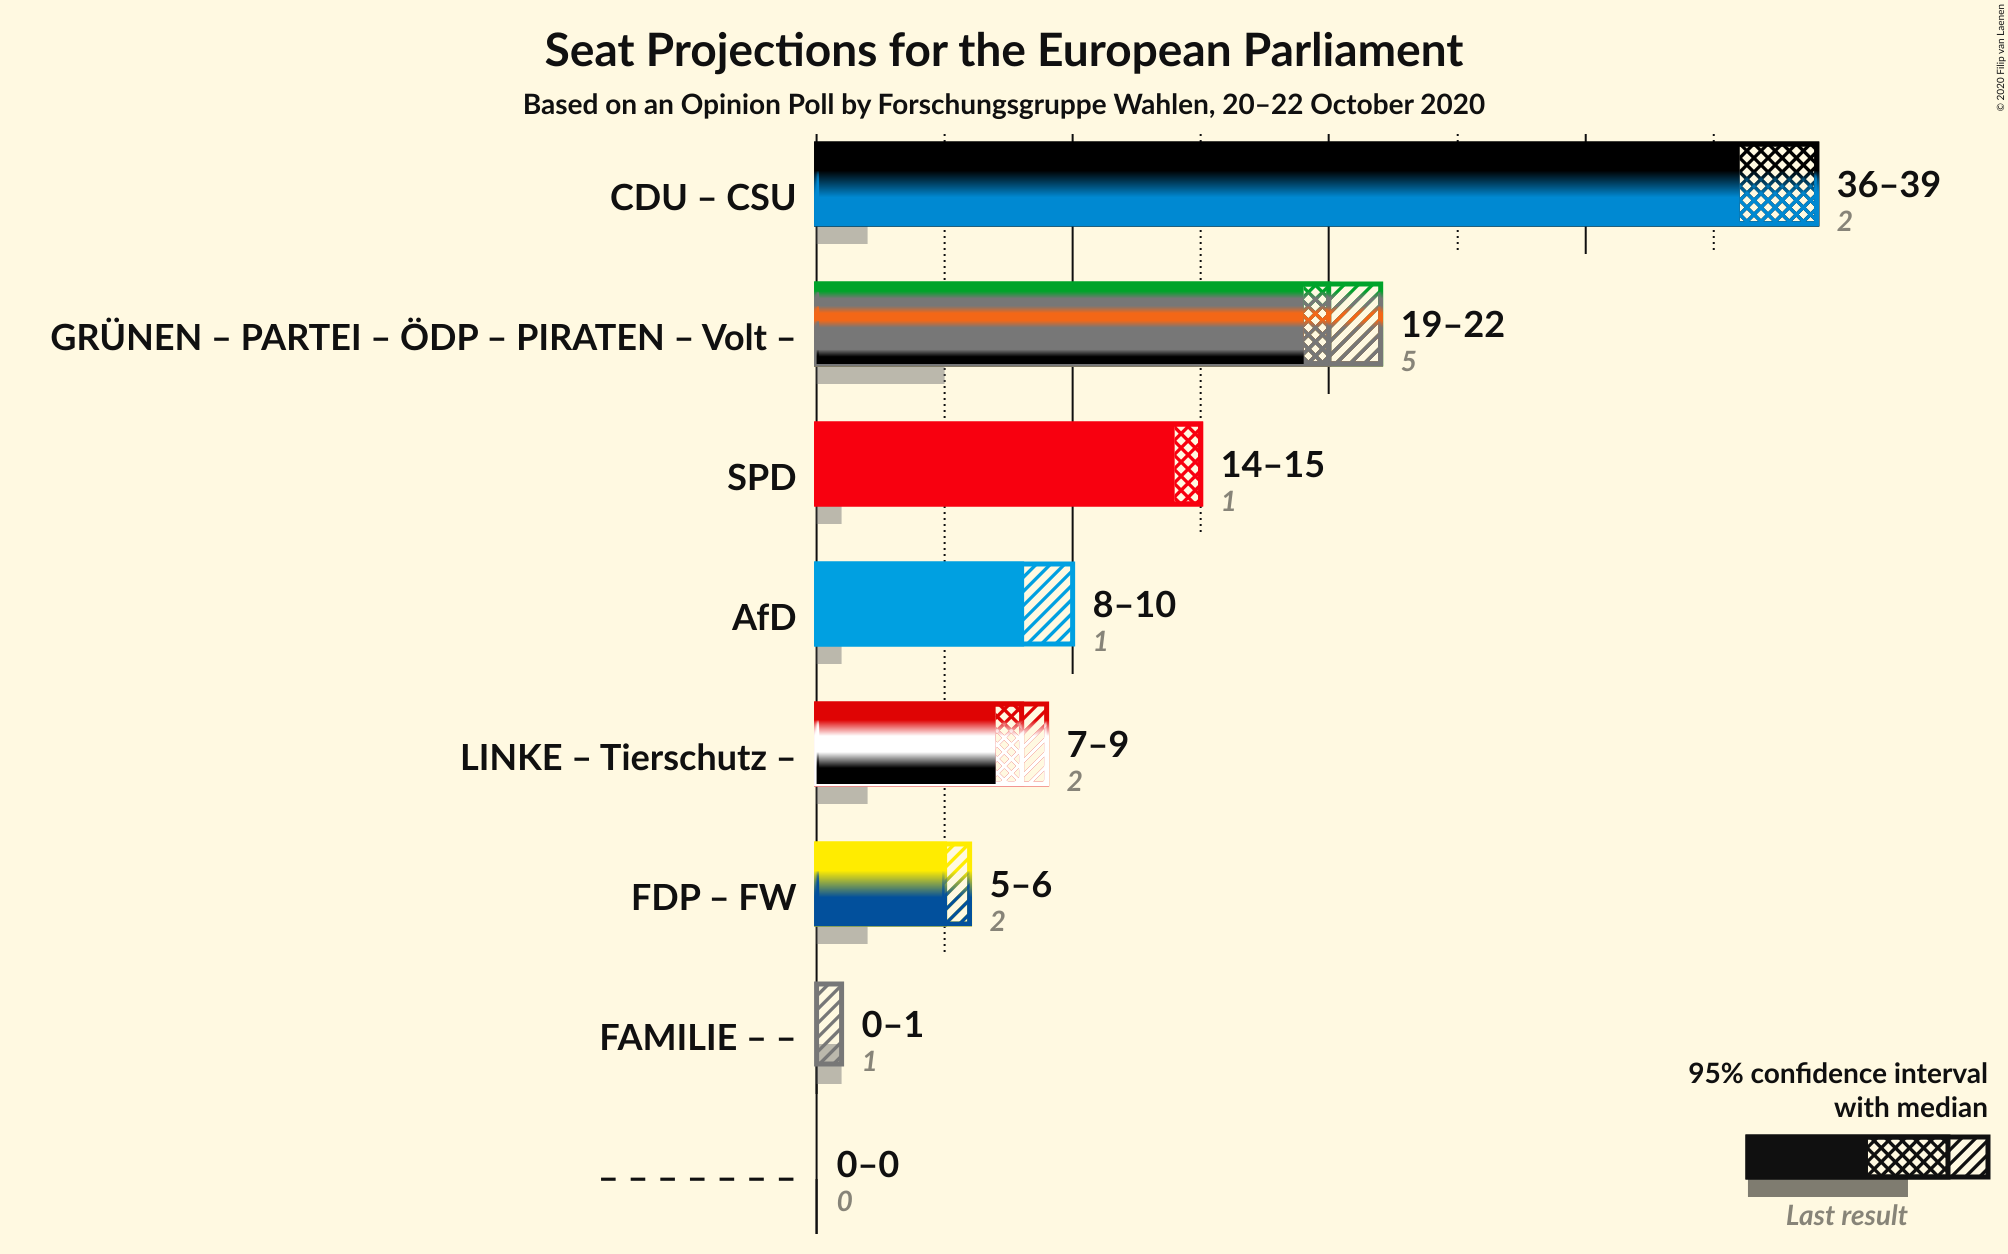 Seat Projections for the European Parliament
Based on an Opinion Poll by Forschungsgruppe Wahlen, 20–22 October 2020
© 2020 Filip van Laenen
CDU – CSU
36–39
2
GRÜNEN – PARTEI – ÖDP – PIRATEN – Volt –
19–22
5
SPD
14–15
1
AfD
8–10
1
LINKE – Tierschutz –
7–9
2
FDP – FW
5–6
2
FAMILIE – –
0–1
1
– – – – – – –
0–0
0
95% confidence interval
with median
Last result